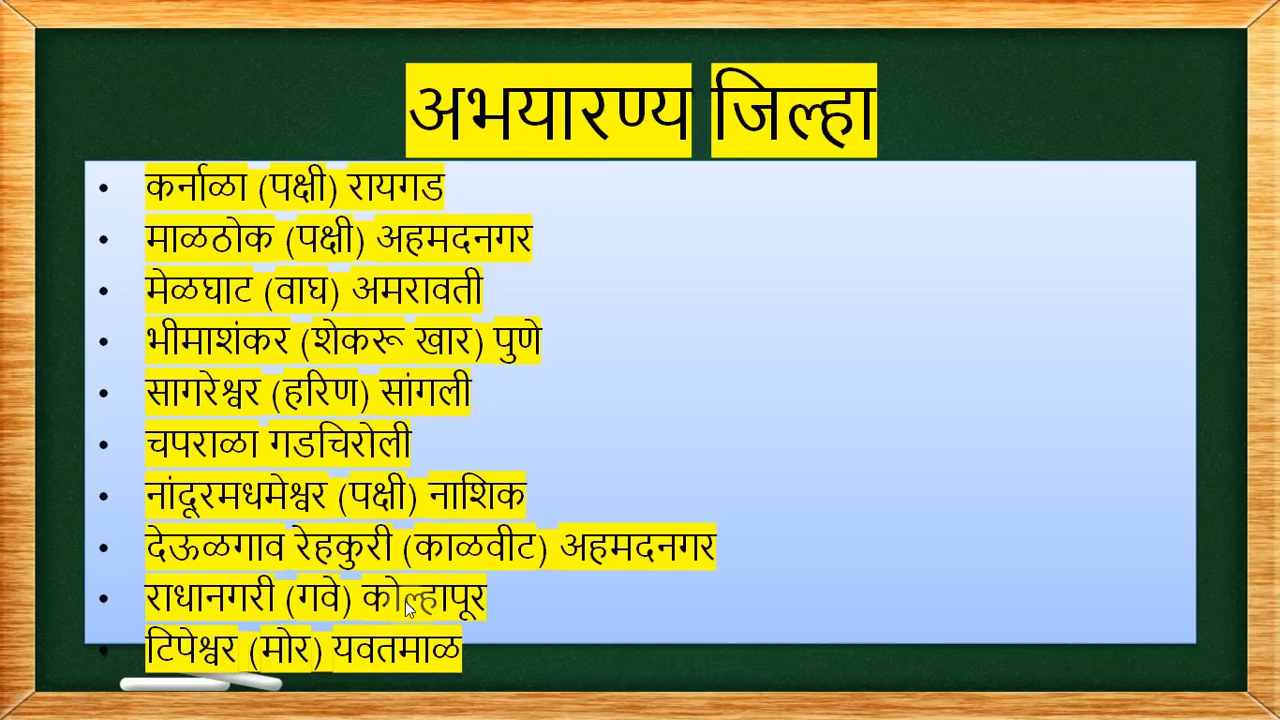 अभयारण्य जिल्हा
• कर्नाळा (पक्षी) रायगड
• माळठोक (पक्षी) अहमदनगर
• मेळघाट (वाघ) अमरावती
• भीमाशंकर (शेकरू खार) पुणे
• सागरेश्वर (हरिण) सांगली
• चपराळा गडचिरोली
• नांदूरमधमेश्वर (पक्षी) नाशिक
• देऊळगाव रेहकुरी (काळवीट) अहमदनगर
• राधानगरी (गवे) कोल्हापूर
• टिपेश्वर (मोर) यवतमाळ